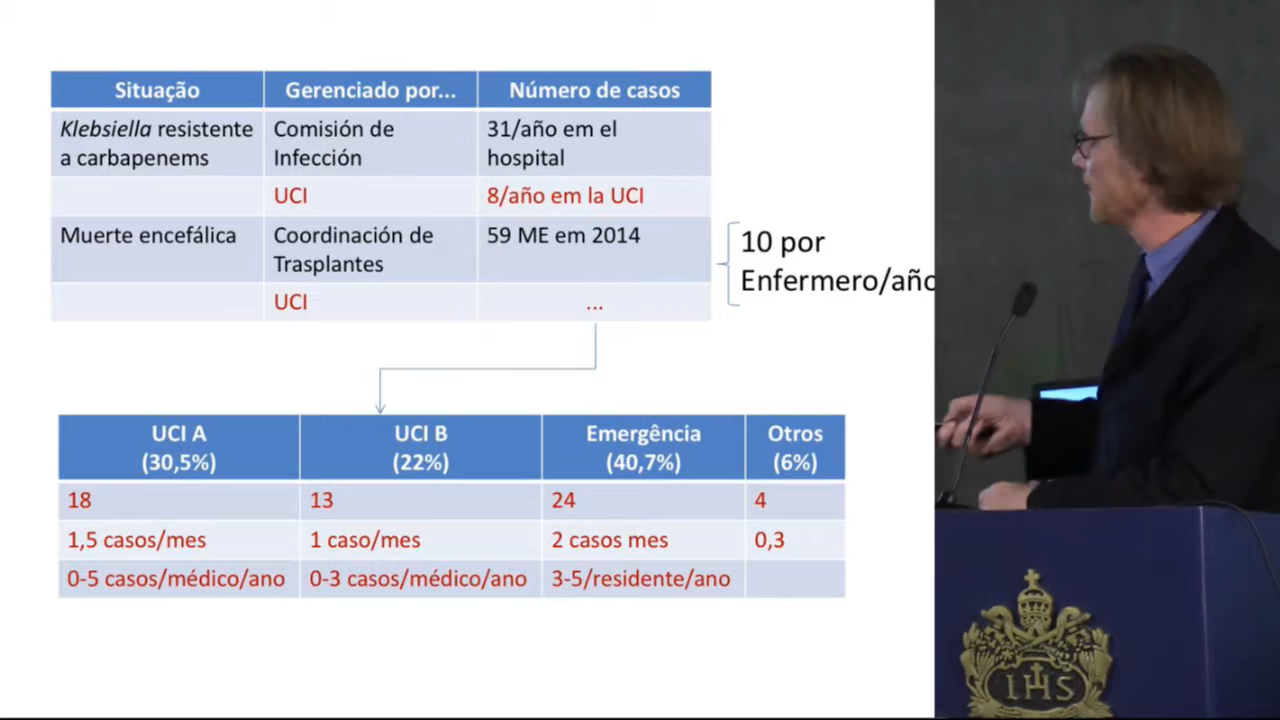 Situação Gerenciado por... Número de casos
Klebsiella resistente Comisión de 31/año em el
a carbapenems Infección hospital
UCI 8/año em la UCI
Muerte encefálica Coordinación de 59 ME em 2014
Trasplantes
UCI ...
10 por
Enfermero/año
UCI A UCI B Emergência Otros
(30,5%) (22%) (40,7%) (6%)
18 13 24 4
1,5 casos/mes 1 caso/mes 2 casos mes 0,3
0-5 casos/médico/ano 0-3 casos/médico/ano 3-5/residente/ano
IHS